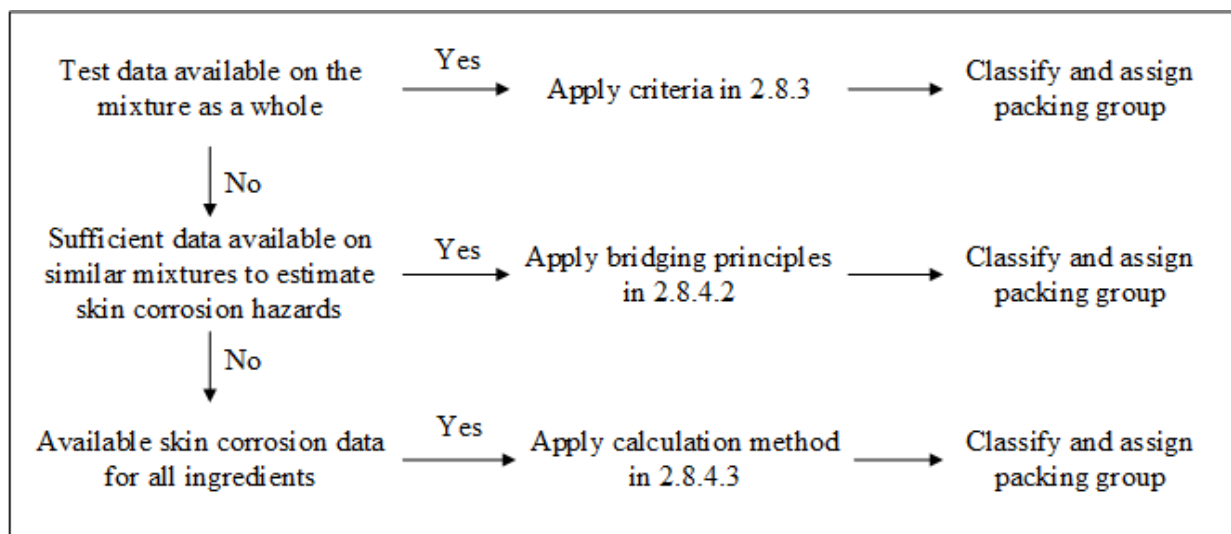 Test data available on the
mixture as a whole
Yes
Apply criteria in 2.8.3
Classify and assign
packing group
No
Sufficient data available on
similar mixtures to estimate
skin corrosion hazards
Yes
Apply bridging principles
in 2.8.4.2
Classify and assign
packing group
No
Available skin corrosion data
for all ingredients
Yes
Apply calculation method
in 2.8.4.3
Classify and assign
packing group